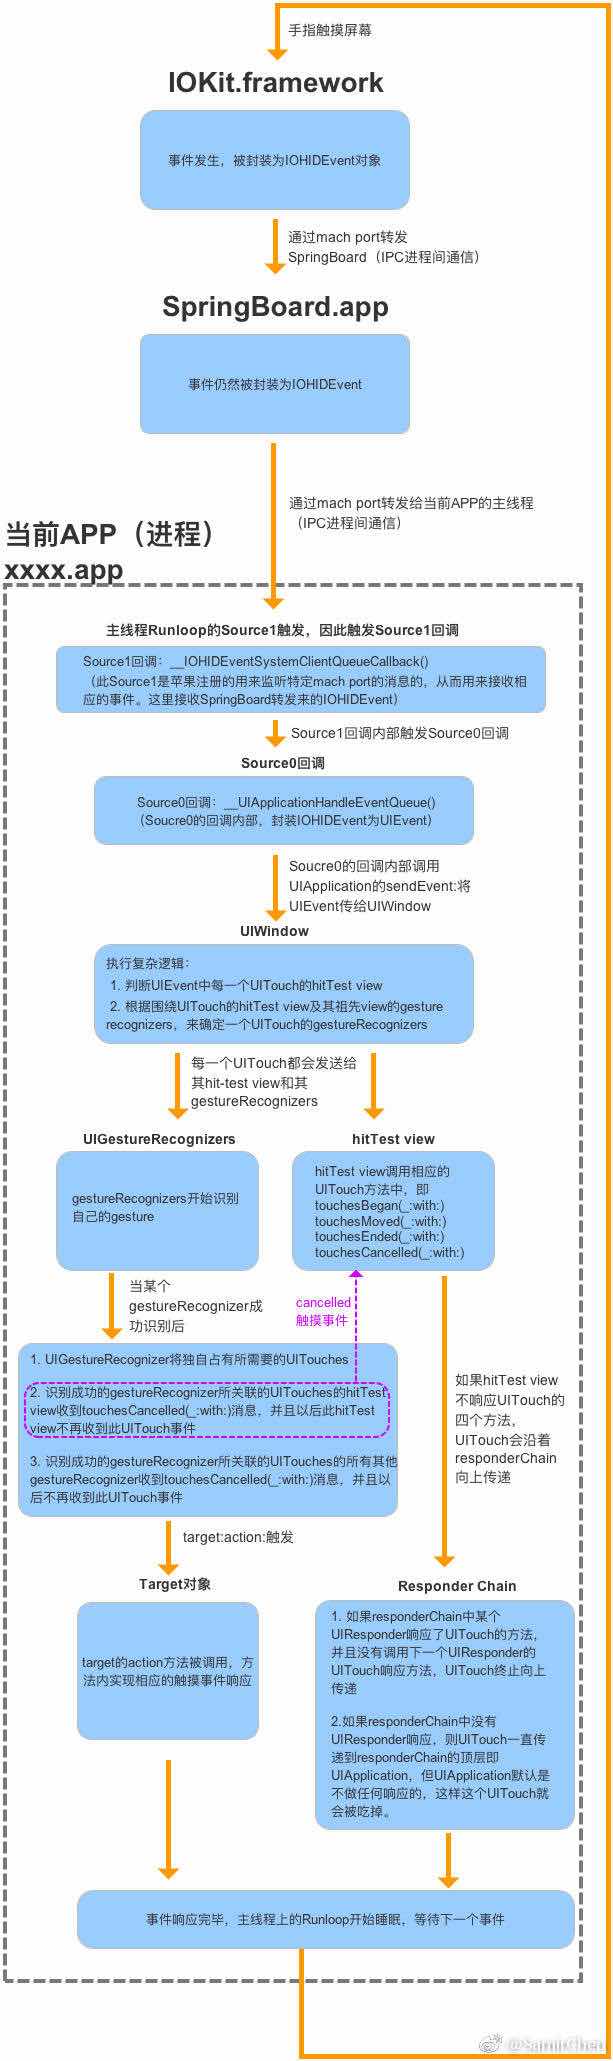 手指触摸屏幕
IOKit.framework
事件发生，被封装为IOHIDEvent对象
通过mach port转发
SpringBoard（IPC进程间通信）
SpringBoard.app
事件仍然被封装为IOHIDEvent
通过mach port转发给当前APP的主线程
（IPC进程间通信）
当前APP（进程）
xxxx.app
主线程Runloop的Source1触发，因此触发Source1回调
Source1回调：__IOHIDEventSystemClientQueueCallback()
（此Source1是苹果注册的用来监听特定mach port的消息的，从而用来接收相
应的事件。这里接收SpringBoard转发来的IOHIDEvent）
Source1回调内部触发Source0回调
Source0回调
Source0回调：__UIApplicationHandleEventQueue()
（Soucre0的回调内部，封装IOHIDEvent为UIEvent）
Soucre0的回调内部调用
UIApplication的sendEvent:将
UIEvent传给UIWindow
UIWindow
执行复杂逻辑：
1. 判断UIEvent中每一个UITouch的hitTest view
2. 根据围绕UITouch的hitTest view及其祖先view的gesture
recognizers，来确定一个UITouch的gestureRecognizers
每一个UITouch都会发送给
其hit-test view和其
gestureRecognizers
UIGestureRecognizers
gestureRecognizers开始识别
自己的gesture
hitTest view
hitTest view调用相应的
UITouch方法中，即
touchesBegan(_:with:)
touchesMoved(_:with:)
touchesEnded(_:with:)
touchesCancelled(_:with:)
当某个
gestureRecognizer成
功识别后
cancelled
触摸事件
1. UIGestureRecognizer将独自占有所需要的UITouches
2. 识别成功的gestureRecognizer所关联的UITouches的hitTest
view收到touchesCancelled(_:with:)消息，并且以后此hitTest
view不再收到此UITouch事件
3. 识别成功的gestureRecognizer所关联的UITouches的所有其他
gestureRecognizer收到touchesCancelled(_:with:)消息，并且以
后不再收到此UITouch事件
如果hitTest view
不响应UITouch的
四个方法，
UITouch会沿着
responderChain
向上传递
target:action:触发
Target对象
target的action方法被调用，方
法内实现相应的触摸事件响应
Responder Chain
1. 如果responderChain中某个
UIResponder响应了UITouch的方法，
并且没有调用下一个UIResponder的
UITouch响应方法，UITouch终止向上
传递
2.如果responderChain中没有
UIResponder响应，则UITouch一直传
递到responderChain的顶层即
UIApplication，但UIApplication默认是
不做任何响应的，这样这个UITouch就
会被吃掉。
事件响应完毕，主线程上的Runloop开始睡眠，等待下一个事件
@SamirChen